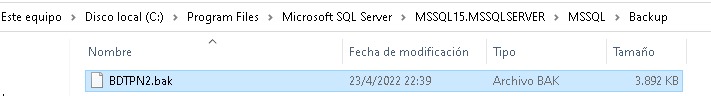 Este equipo > Disco local (C:) > Program Files > Microsoft SQL Server > MSSQL15.MSSQLSERVER > MSSQL > Backup
Nombre Fecha de modificación Tipo Tamaño
BDTPN2.bak 23/4/2022 22:39 Archivo BAK 3.892 KB